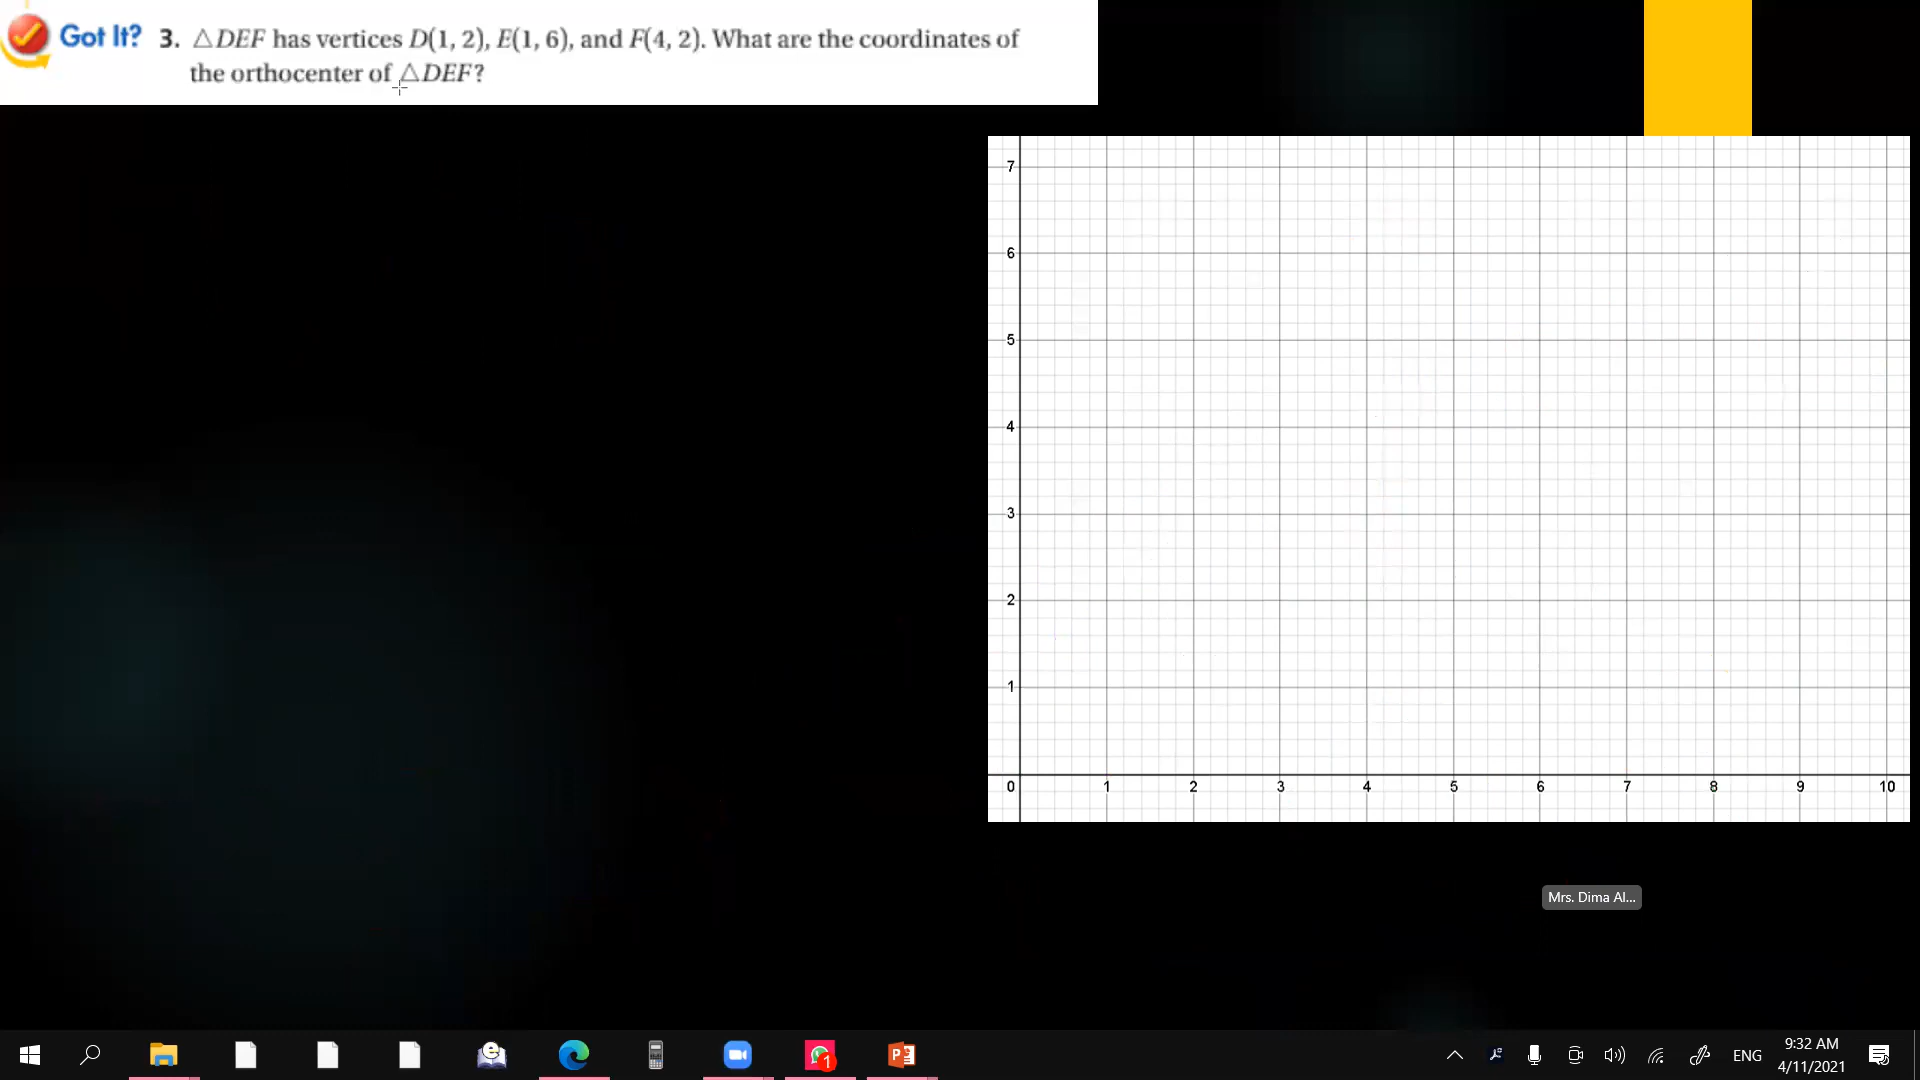 Got It? 3. △DEF has vertices D(1, 2), E(1, 6), and F(4, 2). What are the coordinates of
the orthocenter of △DEF?
7
6
5
4
3
2
1
0 1 2 3 4 5 6 7 8 9 10
Mrs. Dima Al...
1
ENG
9:32 AM
4/11/2021